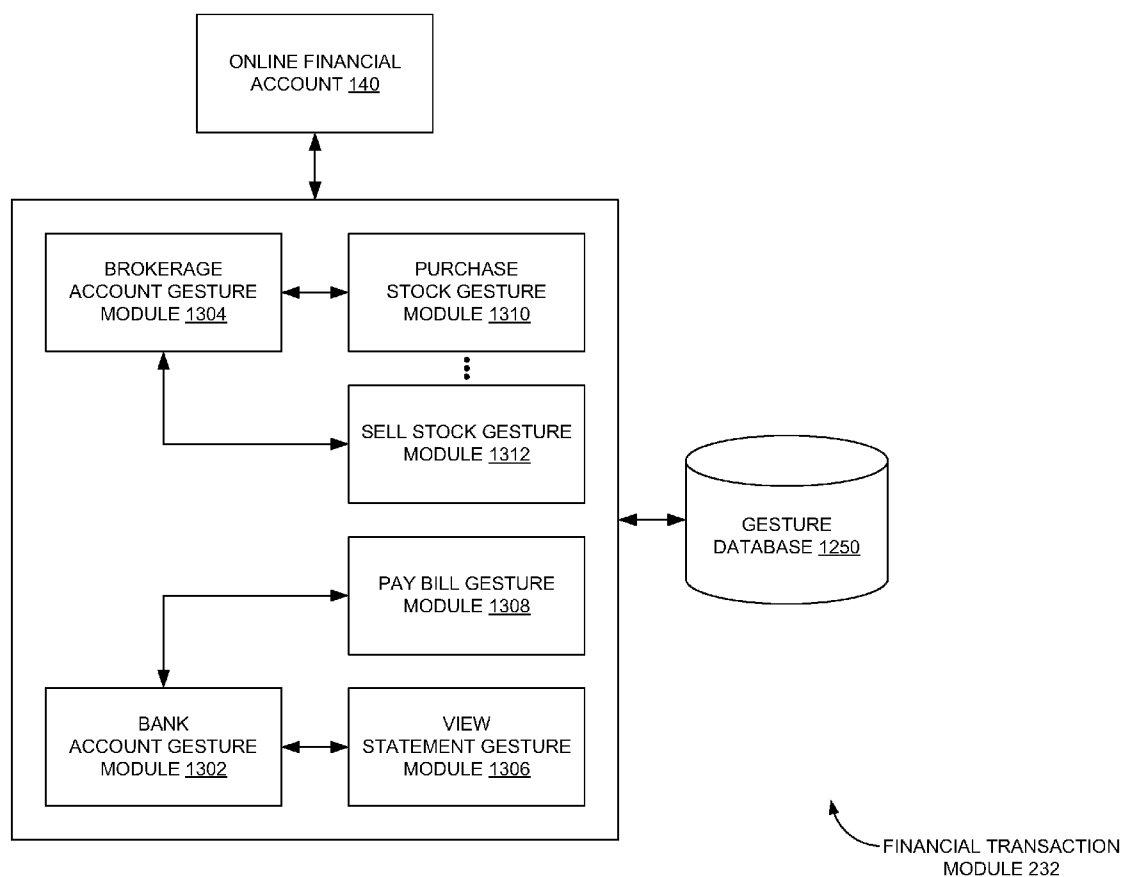 ONLINE FINANCIAL
ACCOUNT 140
BROKERAGE
ACCOUNT GESTURE
MODULE 1304
PURCHASE
STOCK GESTURE
MODULE 1310
SELL STOCK GESTURE
MODULE 1312
GESTURE
DATABASE 1250
PAY BILL GESTURE
MODULE 1308
BANK
ACCOUNT GESTURE
MODULE 1302
VIEW
STATEMENT GESTURE
MODULE 1306
FINANCIAL TRANSACTION
MODULE 232